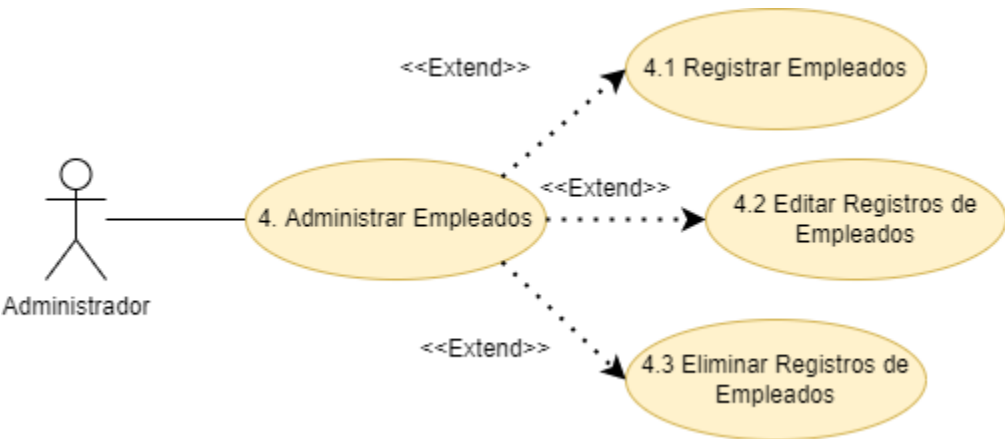 <<Extend>>
4.1 Registrar Empleados
<<Extend>>
4. Administrar Empleados
4.2 Editar Registros de
Empleados
Administrador
<<Extend>>
4.3 Eliminar Registros de
Empleados